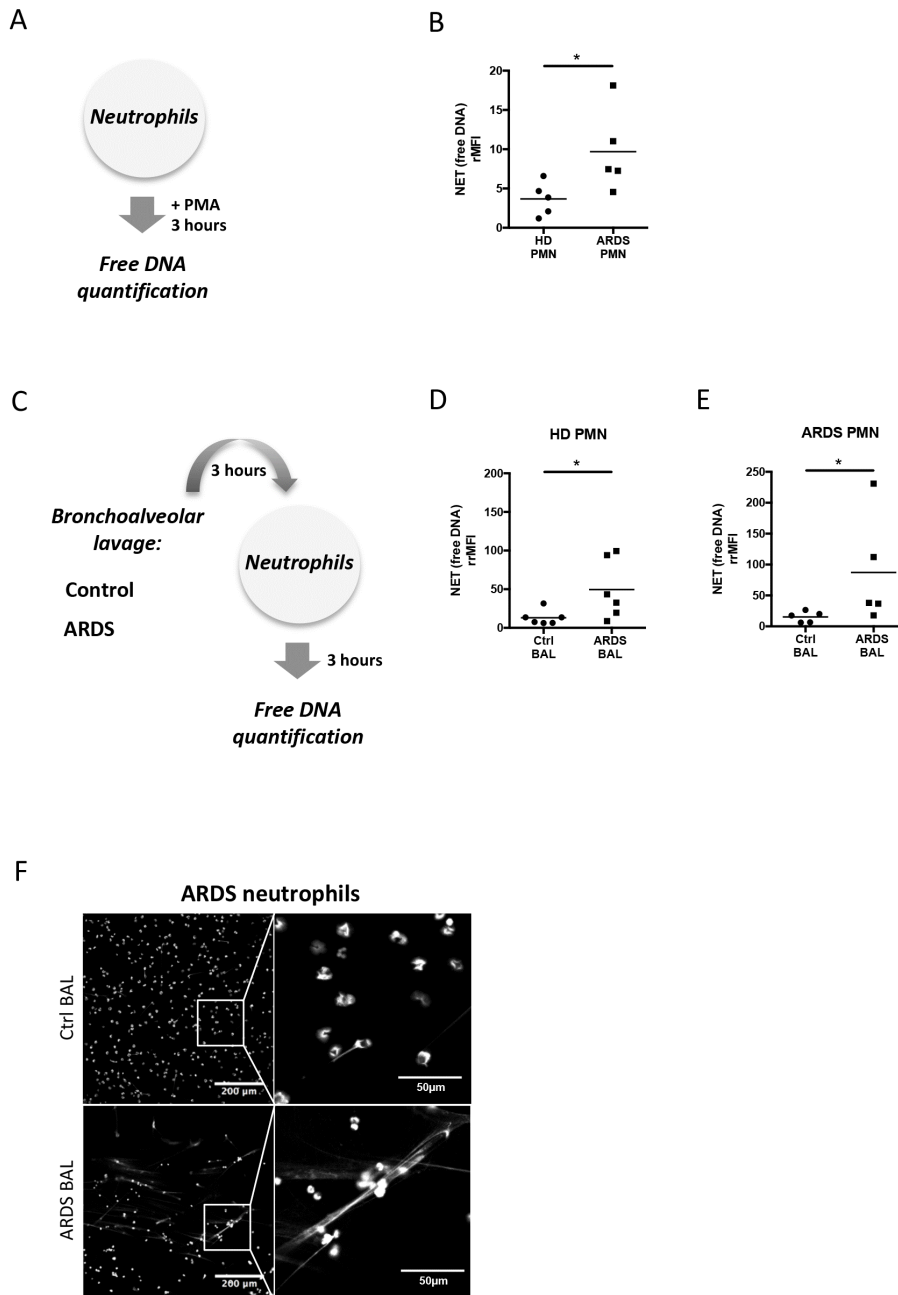 A
Neutrophils
+ PMA
3 hours
Free DNA
quantification
B
*
NET (free DNA)
rMFI
20
15
10
5
0
HD
PMN
ARDS
PMN
C
3 hours
Bronchoalveolar
lavage:
Control
ARDS
Neutrophils
3 hours
Free DNA
quantification
D
HD PMN
*
NET (free DNA)
rrMFI
200
150
100
50
0
Ctrl
BAL
ARDS
BAL
E
ARDS PMN
*
NET (free DNA)
rrMFI
250
200
150
100
50
0
Ctrl
BAL
ARDS
BAL
F
ARDS neutrophils
Ctrl BAL
200 µm
50µm
ARDS BAL
200 µm
50µm